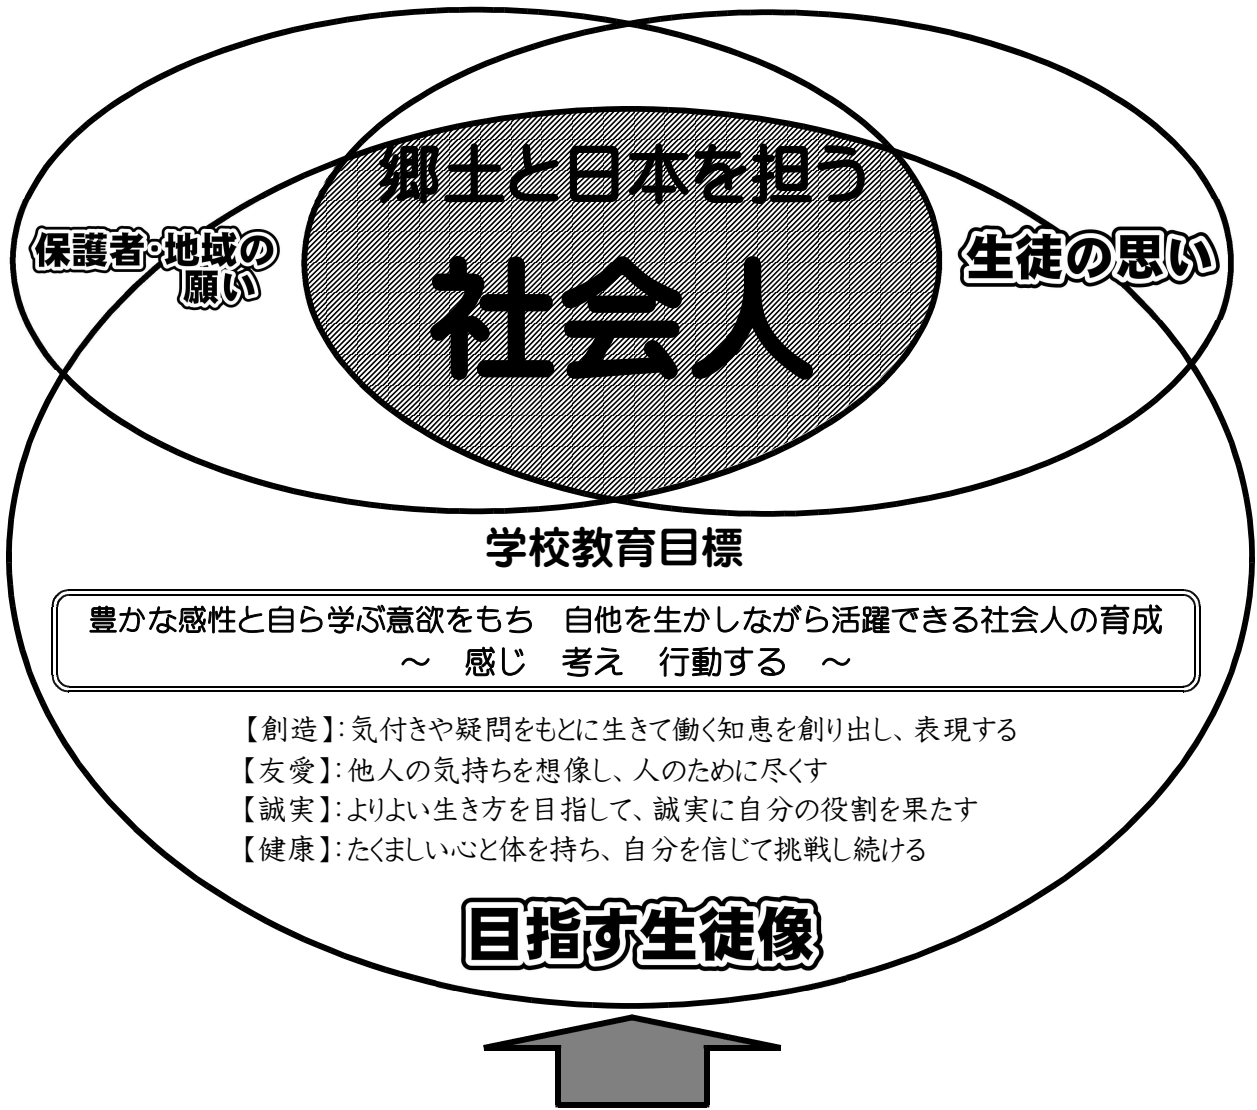 郷土と日本を担う
社会人
保護者・地域の
願い
生徒の思い
学校教育目標
豊かな感性と自ら学ぶ意欲をもち　自他を生かしながら活躍できる社会人の育成
～　感じ　考え　行動する　～
【創造】：気付きや疑問をもとに生きて働く知恵を創り出し、表現する
【友愛】：他人の気持ちを想像し、人のために尽くす
【誠実】：よりよい生き方を目指して、誠実に自分の役割を果たす
【健康】：たくましい心と体を持ち、自分を信じて挑戦し続ける
目指す生徒像